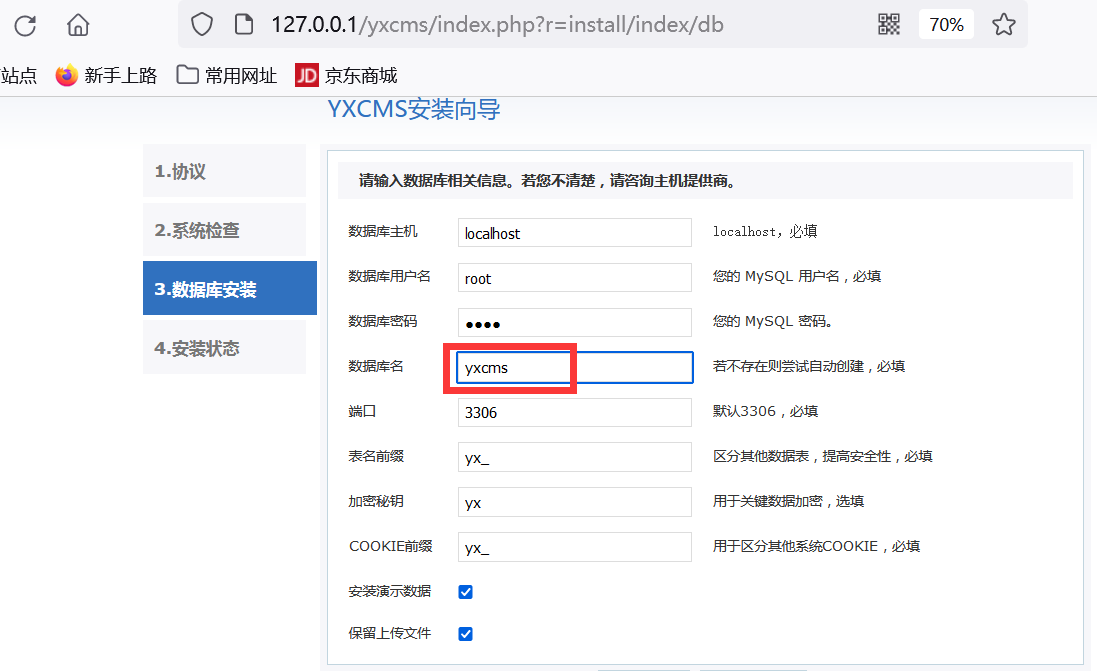 127.0.0.1/yxcms/index.php?r=install/index/db
70%
站点
新手上路
常用网址
JD 京东商城
YXCMS安装向导
1.协议
2.系统检查
3.数据库安装
4.安装状态
请输入数据库相关信息。若您不清楚，请咨询主机提供商。
数据库主机 localhost localhost，必填
数据库用户名 root 您的 MySQL 用户名，必填
数据库密码 ●●●● 您的 MySQL 密码。
数据库名 yxcms 若不存在则尝试自动创建，必填
端口 3306 默认3306，必填
表名前缀 yx_ 区分其他数据表，提高安全性，必填
加密秘钥 yx 用于关键数据加密，选填
COOKIE前缀 yx_ 用于区分其他系统COOKIE，必填
安装演示数据
保留上传文件